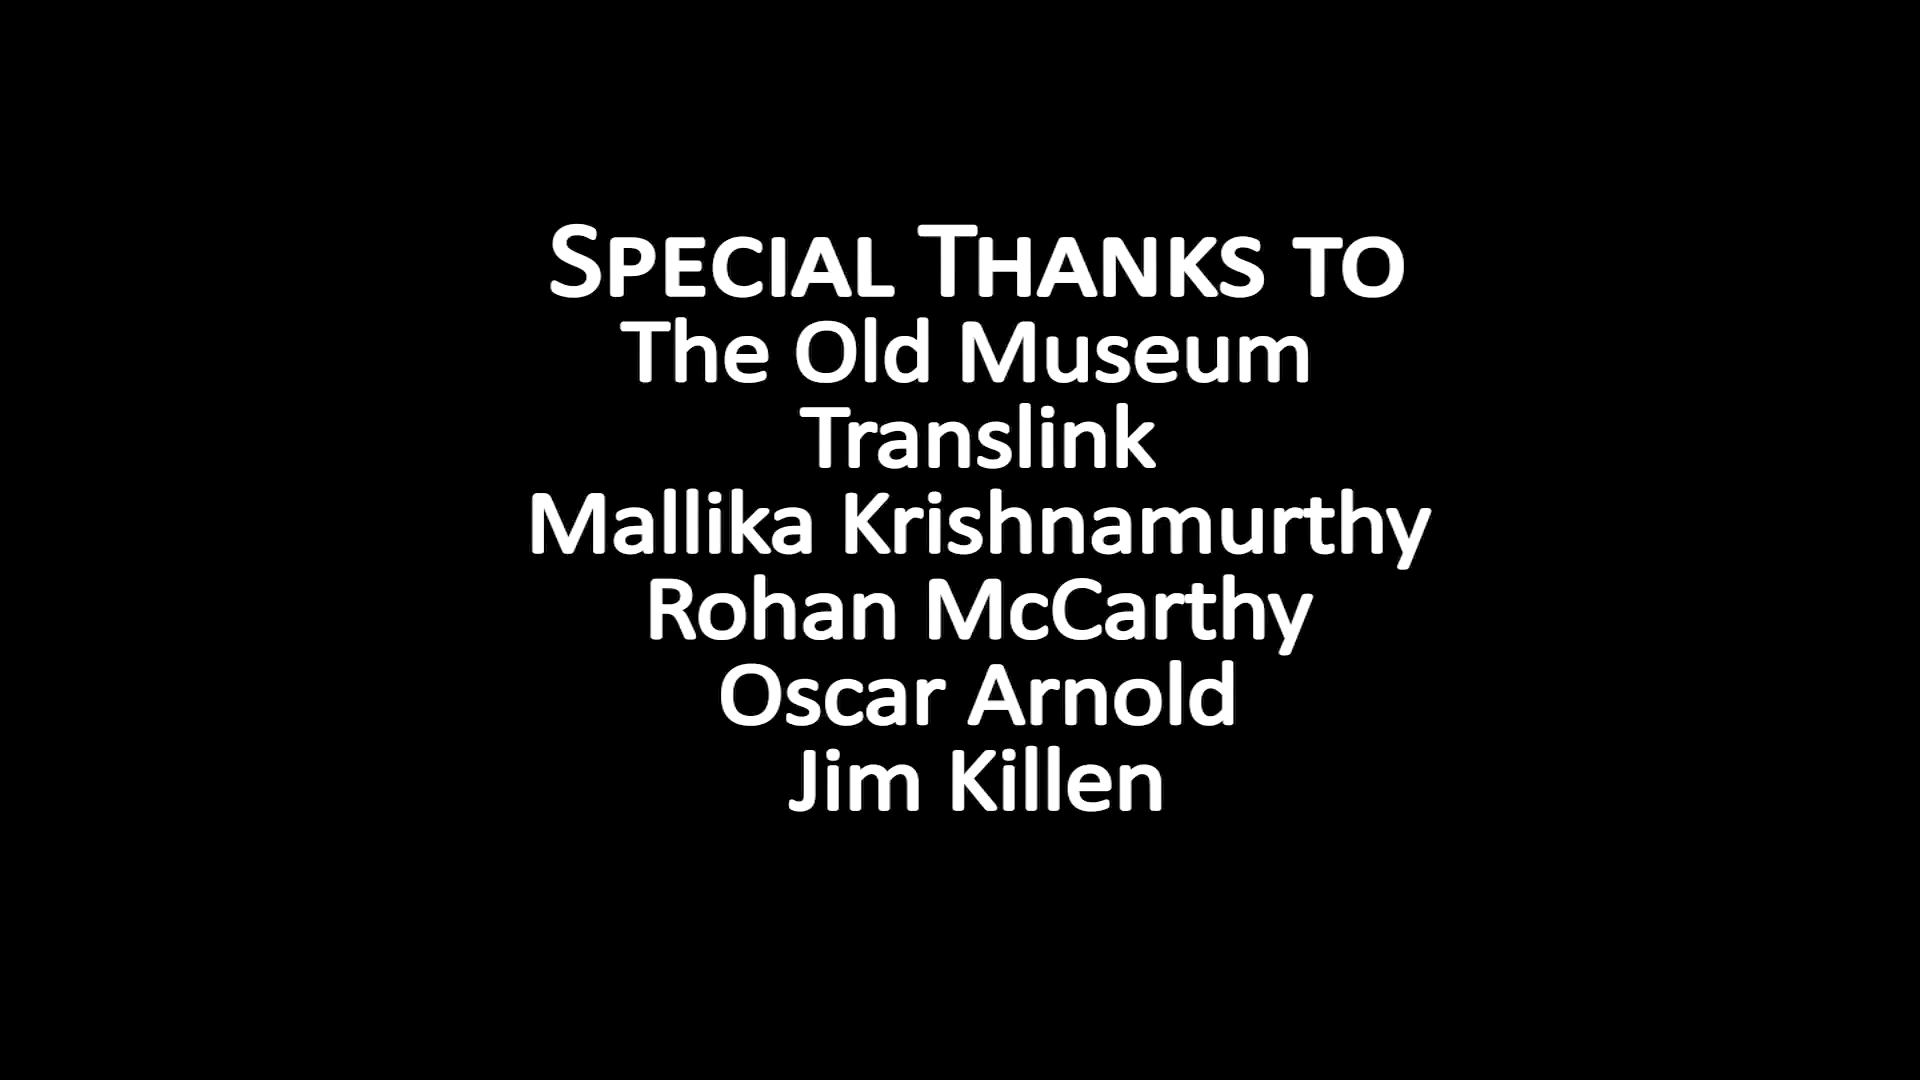 SPECIAL THANKS TO
The Old Museum
Translink
Mallika Krishnamurthy
Rohan McCarthy
Oscar Arnold
Jim Killen